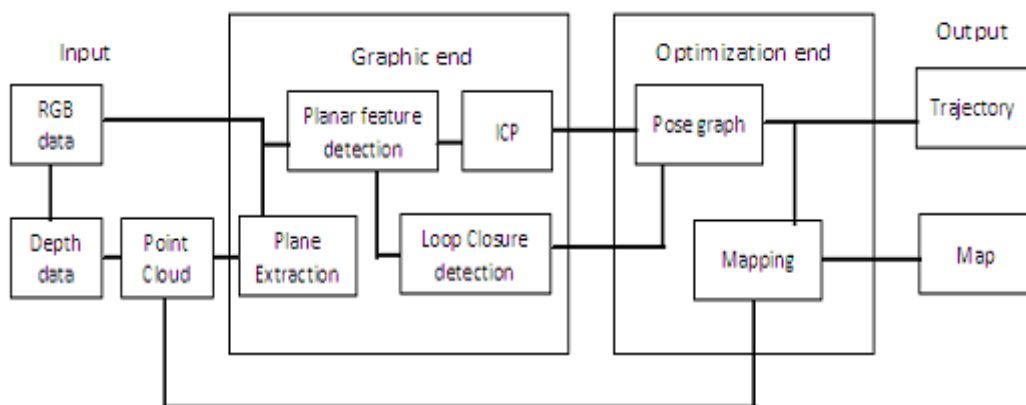 Input
Graphic end
Optimization end
Output
RGB
data
Planar feature
detection
ICP
Pose graph
Trajectory
Depth
data
Point
Cloud
Plane
Extraction
Loop Closure
detection
Mapping
Map